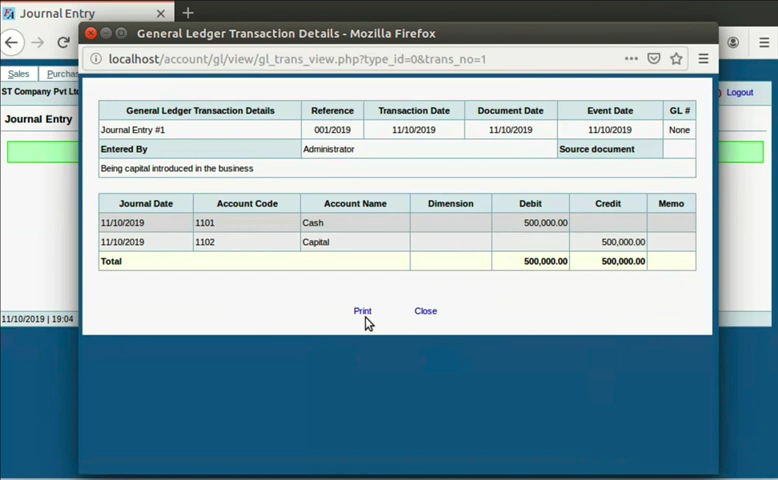 Journal Entry
General Ledger Transaction Details - Mozilla Firefox
localhost/account/gl/view/gl_trans_view.php?type_id=0&trans_no=1
Sales
Purchas
ST Company Pvt Ltd
Logout
Journal Entry
General Ledger Transaction Details Reference Transaction Date Document Date Event Date GL #
Journal Entry #1 001/2019 11/10/2019 11/10/2019 11/10/2019 None
Entered By Administrator Source document
Being capital introduced in the business
Journal Date Account Code Account Name Dimension Debit Credit Memo
11/10/2019 1101 Cash 500,000.00
11/10/2019 1102 Capital 500,000.00
Total 500,000.00 500,000.00
Print Close
11/10/2019 | 19:04